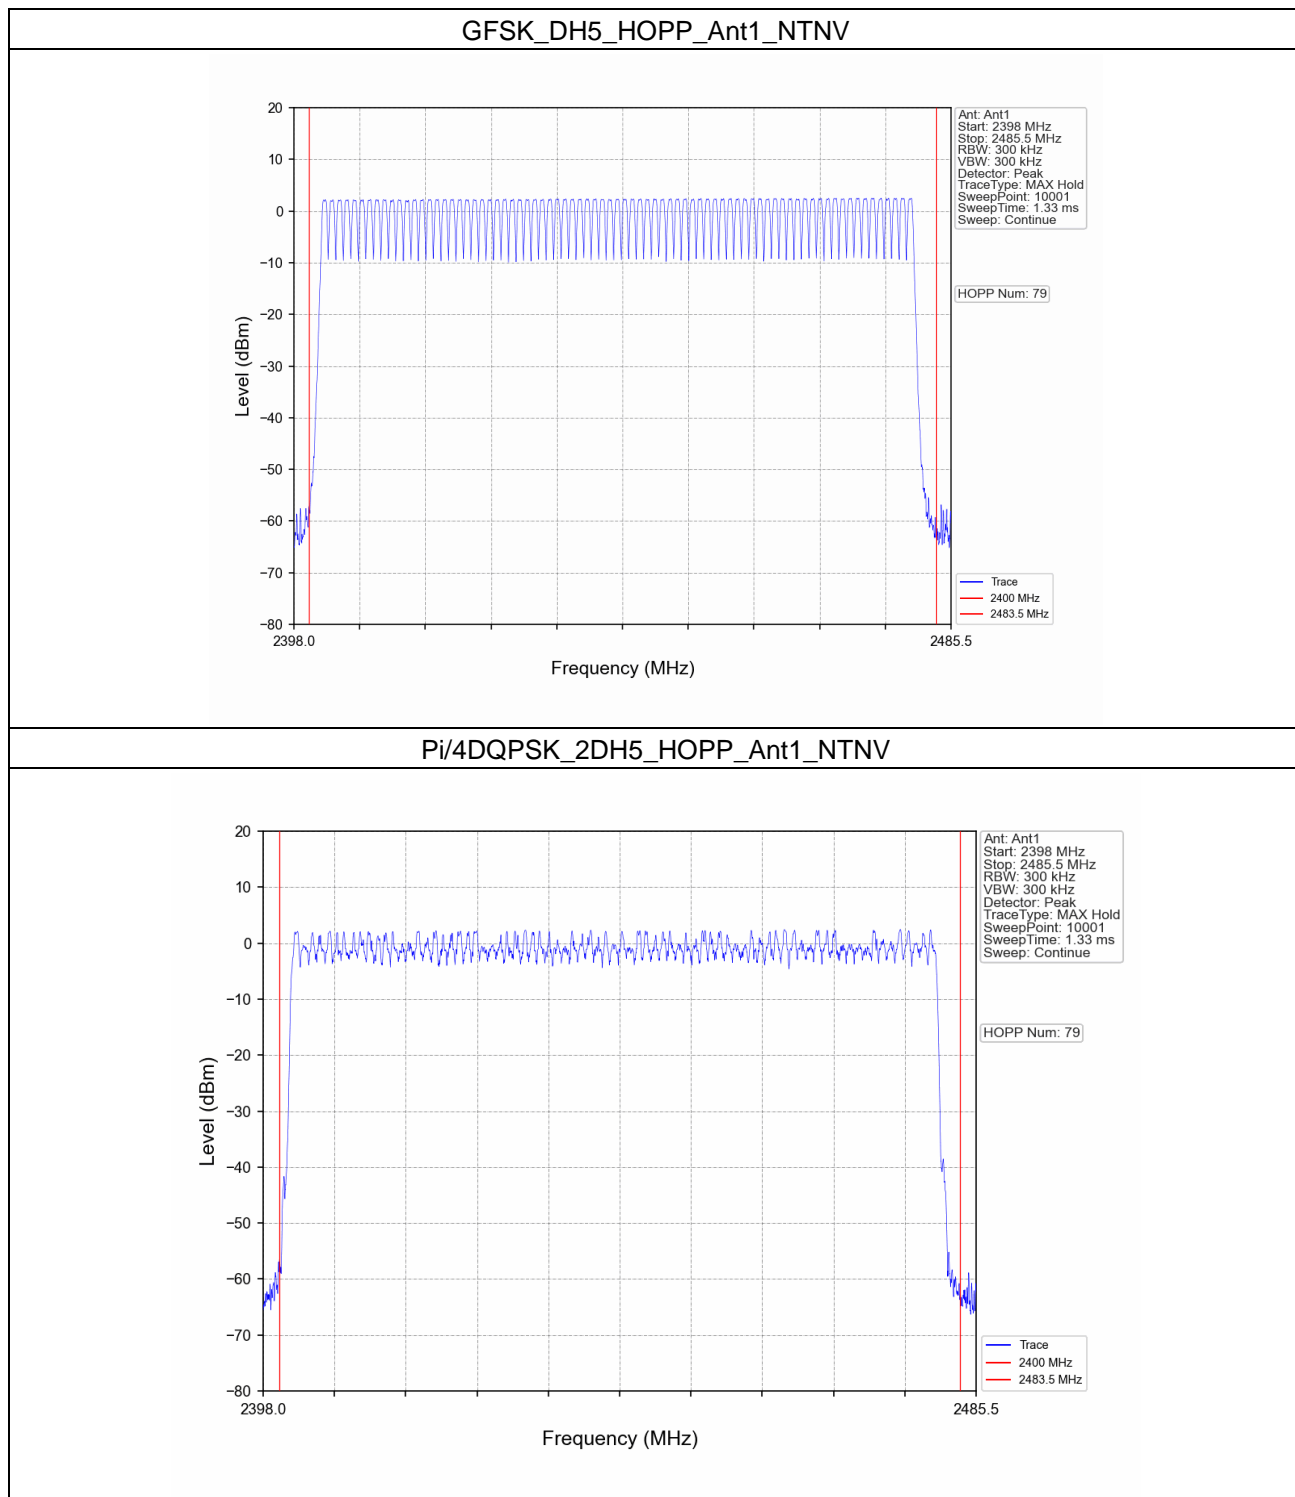 GFSK_DH5_HOPP_Ant1_NTNV
20
10
0
−10
−20
−30
−40
−50
−60
−70
−80
Level (dBm)
2398.0
2485.5
Frequency (MHz)
Ant: Ant1
Start: 2398 MHz
Stop: 2485.5 MHz
RBW: 300 kHz
VBW: 300 kHz
Detector: Peak
TraceType: MAX Hold
SweepPoint: 10001
SweepTime: 1.33 ms
Sweep: Continue
HOPP Num: 79
Trace
2400 MHz
2483.5 MHz
Pi/4DQPSK_2DH5_HOPP_Ant1_NTNV
20
10
0
−10
−20
−30
−40
−50
−60
−70
−80
Level (dBm)
2398.0
2485.5
Frequency (MHz)
Ant: Ant1
Start: 2398 MHz
Stop: 2485.5 MHz
RBW: 300 kHz
VBW: 300 kHz
Detector: Peak
TraceType: MAX Hold
SweepPoint: 10001
SweepTime: 1.33 ms
Sweep: Continue
HOPP Num: 79
Trace
2400 MHz
2483.5 MHz